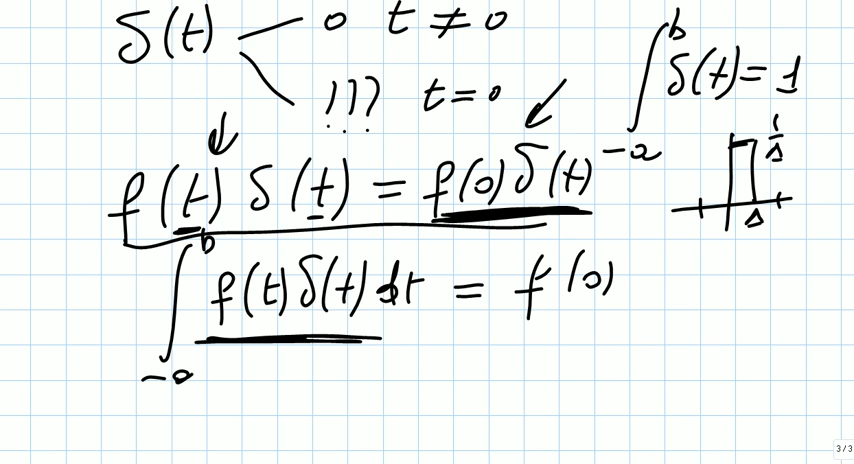 δ(t) < 0 t ≠ 0
??? t = 0
∫_{-a}^{b} δ(t) = 1
1/Δ
Δ
f(t) δ(t) = f(0) δ(t)
∫_{-a}^{b} f(t) δ(t) dt = f(0)
3/3